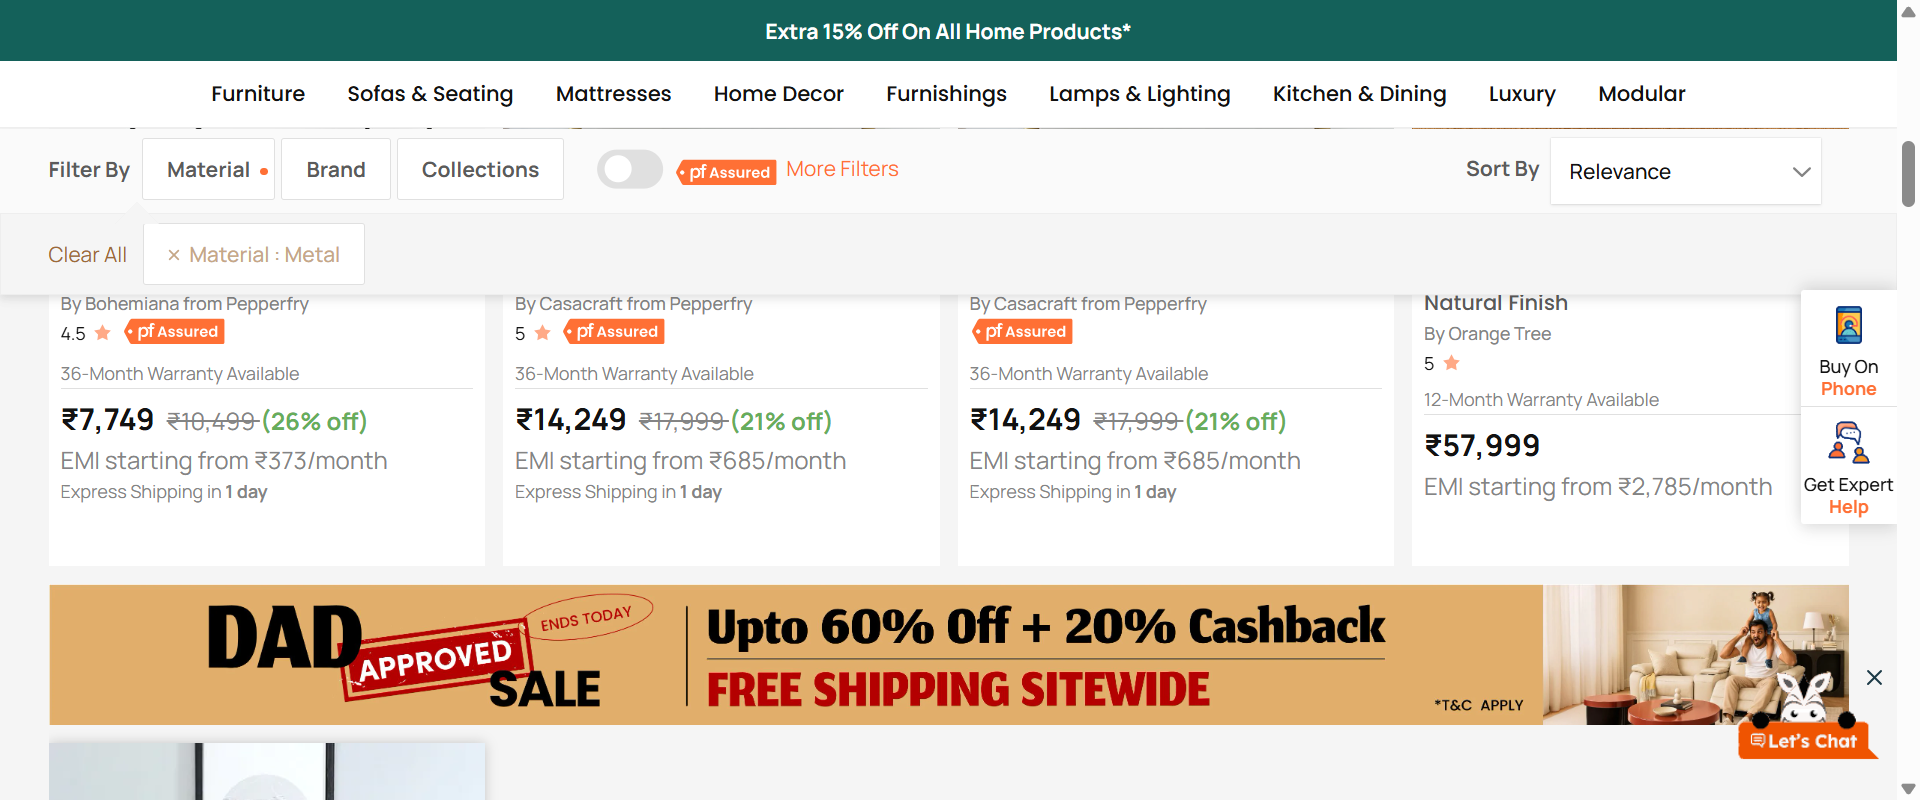 Extra 15% Off On All Home Products*
Furniture Sofas & Seating Mattresses Home Decor Furnishings Lamps & Lighting Kitchen & Dining Luxury Modular
Filter By Material Brand Collections pf Assured More Filters Sort By Relevance
Clear All × Material : Metal
By Bohemiana from Pepperfry
4.5 pf Assured
36-Month Warranty Available
₹7,749 ₹10,499 (26% off)
EMI starting from ₹373/month
Express Shipping in 1 day
By Casacraft from Pepperfry
5 pf Assured
36-Month Warranty Available
₹14,249 ₹17,999 (21% off)
EMI starting from ₹685/month
Express Shipping in 1 day
By Casacraft from Pepperfry
pf Assured
36-Month Warranty Available
₹14,249 ₹17,999 (21% off)
EMI starting from ₹685/month
Express Shipping in 1 day
Natural Finish
By Orange Tree
5
12-Month Warranty Available
₹57,999
EMI starting from ₹2,785/month
Buy On
Phone
Get Expert
Help
DAD
APPROVED
SALE
ENDS TODAY
Upto 60% Off + 20% Cashback
FREE SHIPPING SITEWIDE
*T&C APPLY
Let's Chat